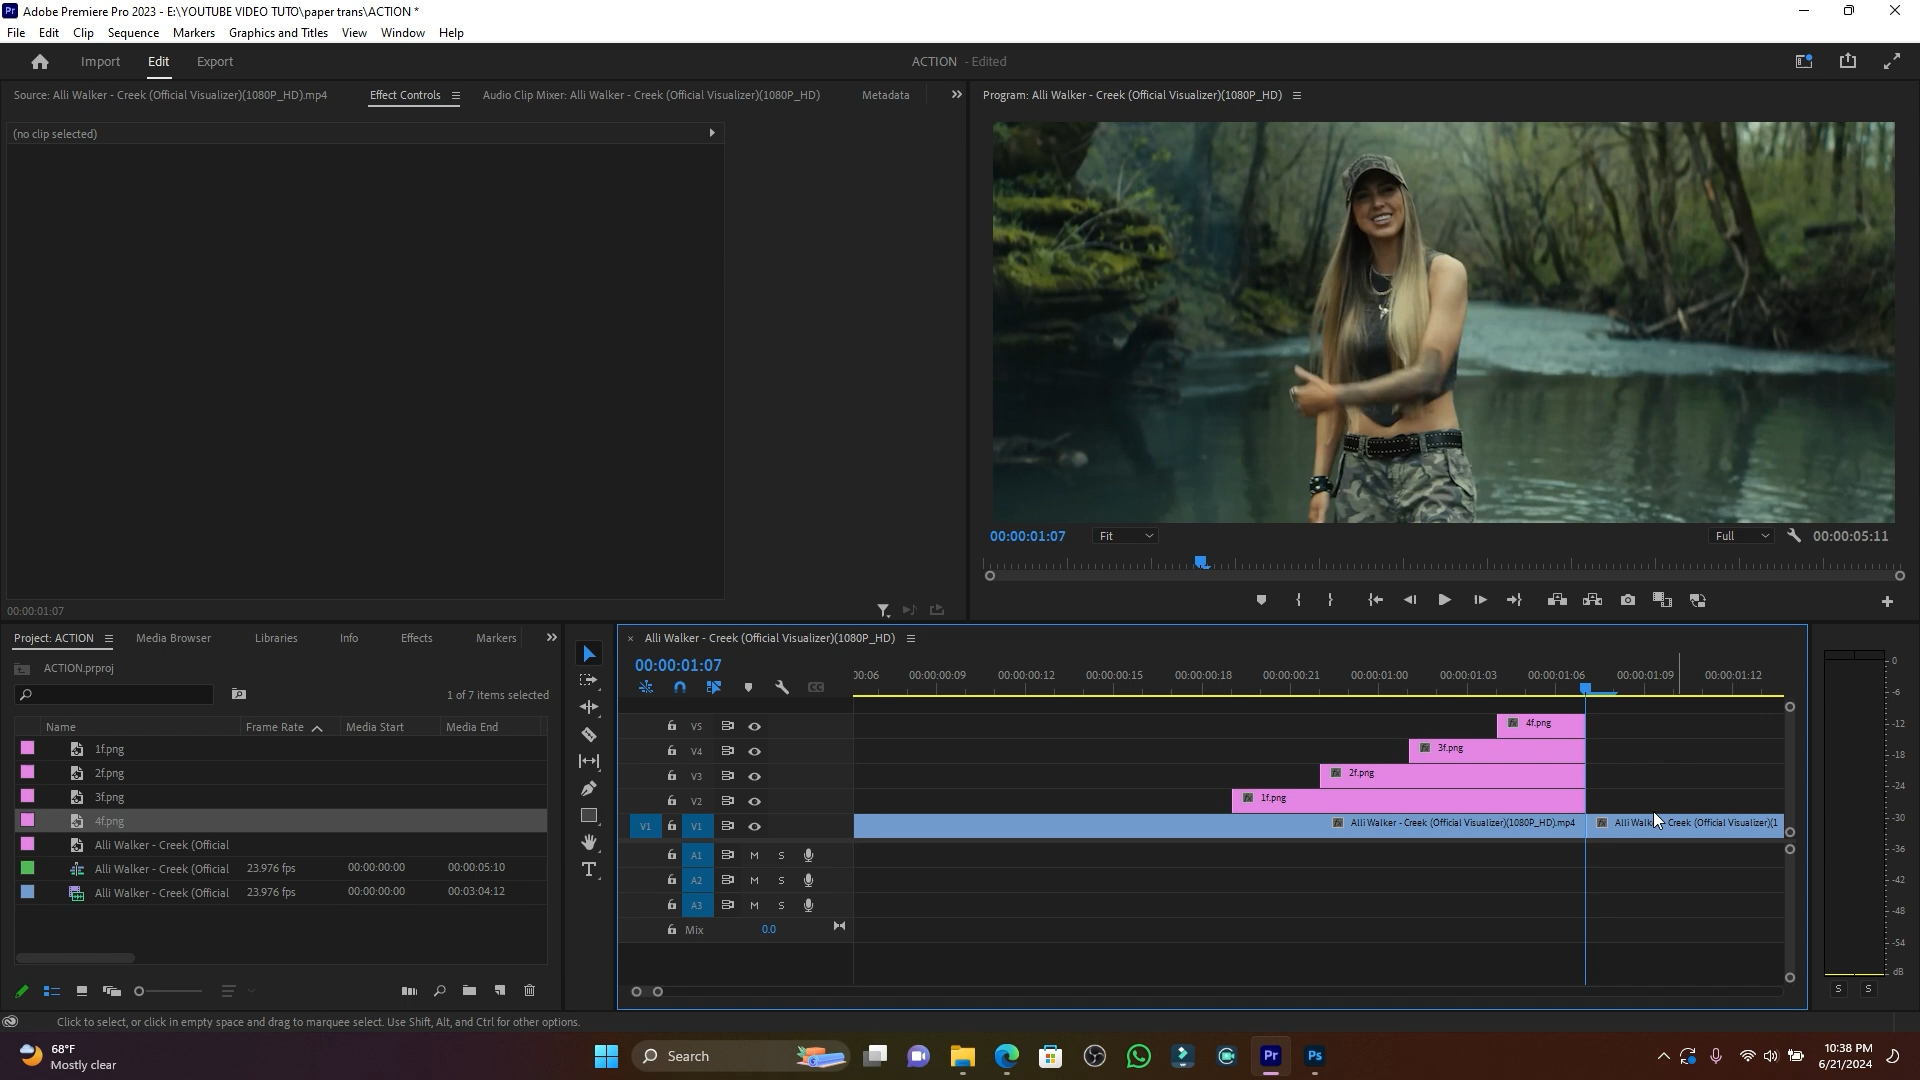 Pr Adobe Premiere Pro 2023 - E:\YOUTUBE VIDEO TUTO\paper trans\ACTION *
File Edit Clip Sequence Markers Graphics and Titles View Window Help
Import Edit Export ACTION - Edited
Source: Alli Walker - Creek (Official Visualizer)(1080P_HD).mp4 Effect Controls Audio Clip Mixer: Alli Walker - Creek (Official Visualizer)(1080P_HD) Metadata Program: Alli Walker - Creek (Official Visualizer)(1080P_HD)
(no clip selected)
00:00:01:07 Fit Full 00:00:05:11
00:00:01:07
Project: ACTION Media Browser Libraries Info Effects Markers
Alli Walker - Creek (Official Visualizer)(1080P_HD)
ACTION.prproj
1 of 7 items selected
Name Frame Rate Media Start Media End
1f.png
2f.png
3f.png
4f.png
Alli Walker - Creek (Official
Alli Walker - Creek (Official 23.976 fps 00:00:00:00 00:00:05:10
Alli Walker - Creek (Official 23.976 fps 00:00:00:00 00:03:04:12
00:00:01:07
00:06 00:00:00:09 00:00:00:12 00:00:00:15 00:00:00:18 00:00:00:21 00:00:01:00 00:00:01:03 00:00:01:06 00:00:01:09 00:00:01:12
V5 4f.png
V4 3f.png
V3 2f.png
V2 1f.png
V1 V1 Alli Walker - Creek (Official Visualizer)(1080P_HD).mp4 Alli Walk Creek (Official Visualizer)(1
A1 M S
A2 M S
A3 M S
Mix 0.0
0
-6
-12
-18
-24
-30
-36
-42
-48
-54
dB
S S
Click to select, or click in empty space and drag to marquee select. Use Shift, Alt, and Ctrl for other options.
68°F
Mostly clear
Search
Pr
Ps
10:38 PM
6/21/2024